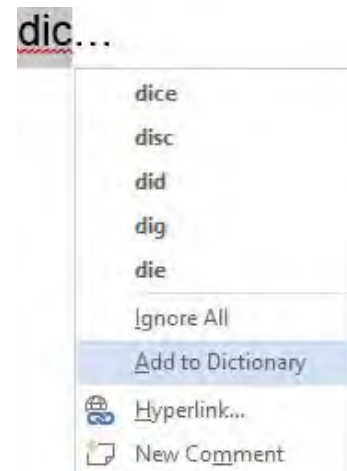 dic...
dice
disc
did
dig
die
Ignore All
Add to Dictionary
Hyperlink...
New Comment